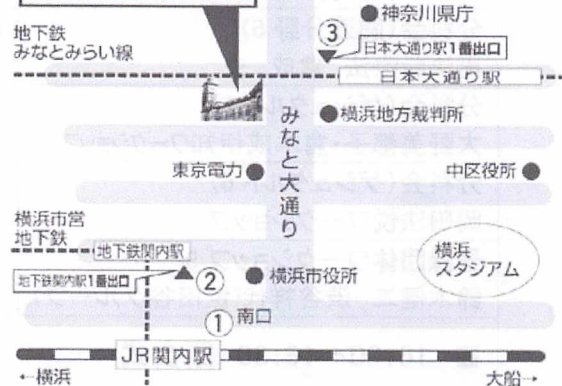 ●神奈川県庁
地下鉄
みなとみらい線
③
日本大通り駅1番出口
日本大通り駅
みなと大通り
●横浜地方裁判所
東京電力●
中区役所●
横浜市営
地下鉄
地下鉄関内駅
地下鉄関内駅1番出口
②
●横浜市役所
横浜
スタジアム
①
南口
JR関内駅
←横浜
大船→